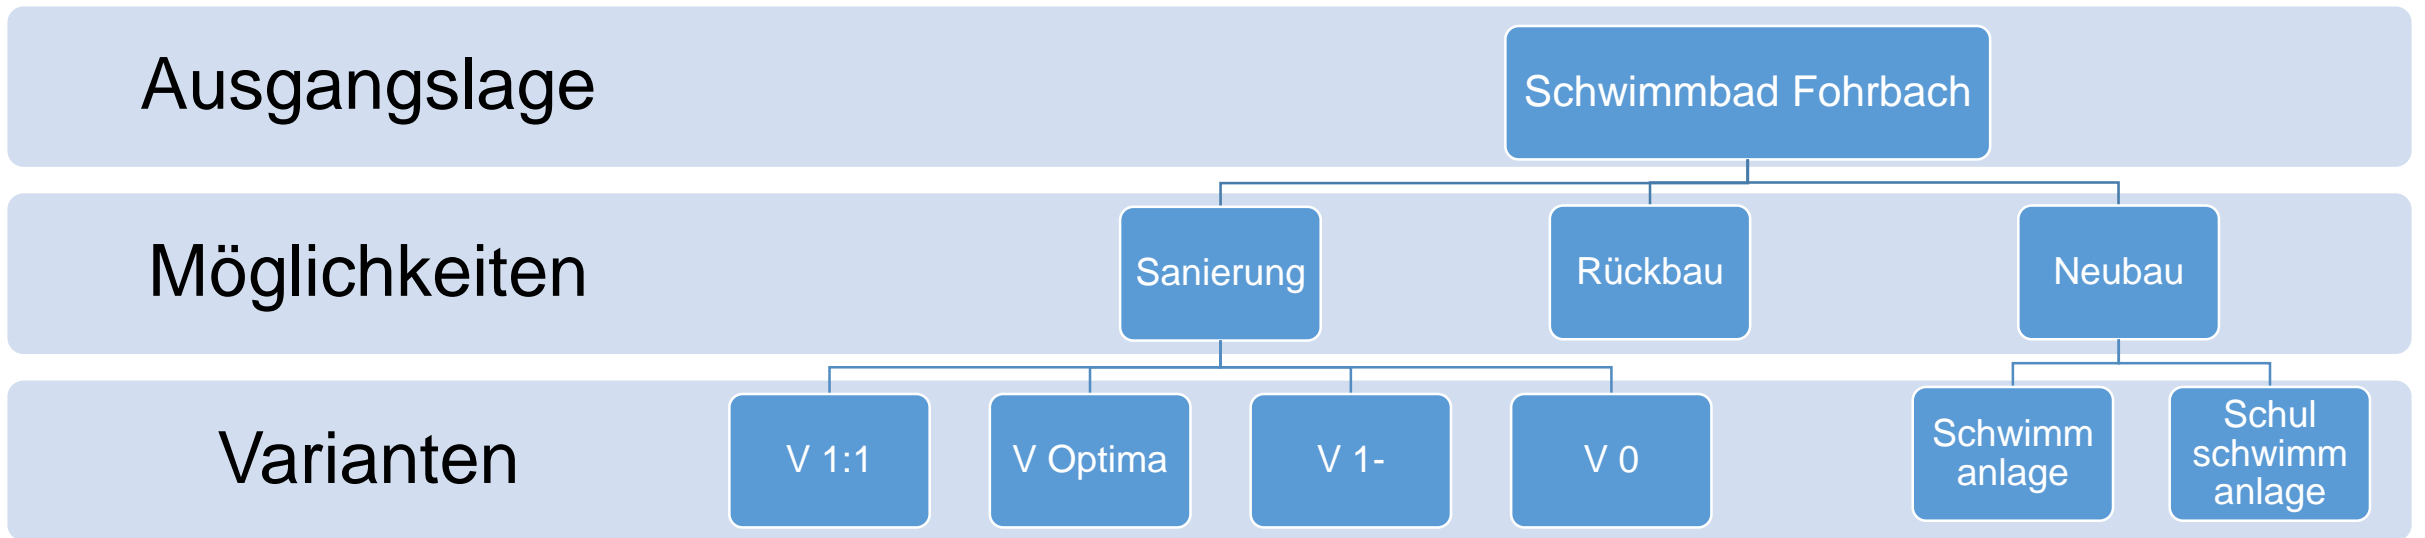 Ausgangslage
Schwimmbad Fohrbach
Möglichkeiten
Sanierung
Rückbau
Neubau
Varianten
V 1:1
V Optima
V 1-
V 0
Schwimm
anlage
Schul
schwimm
anlage